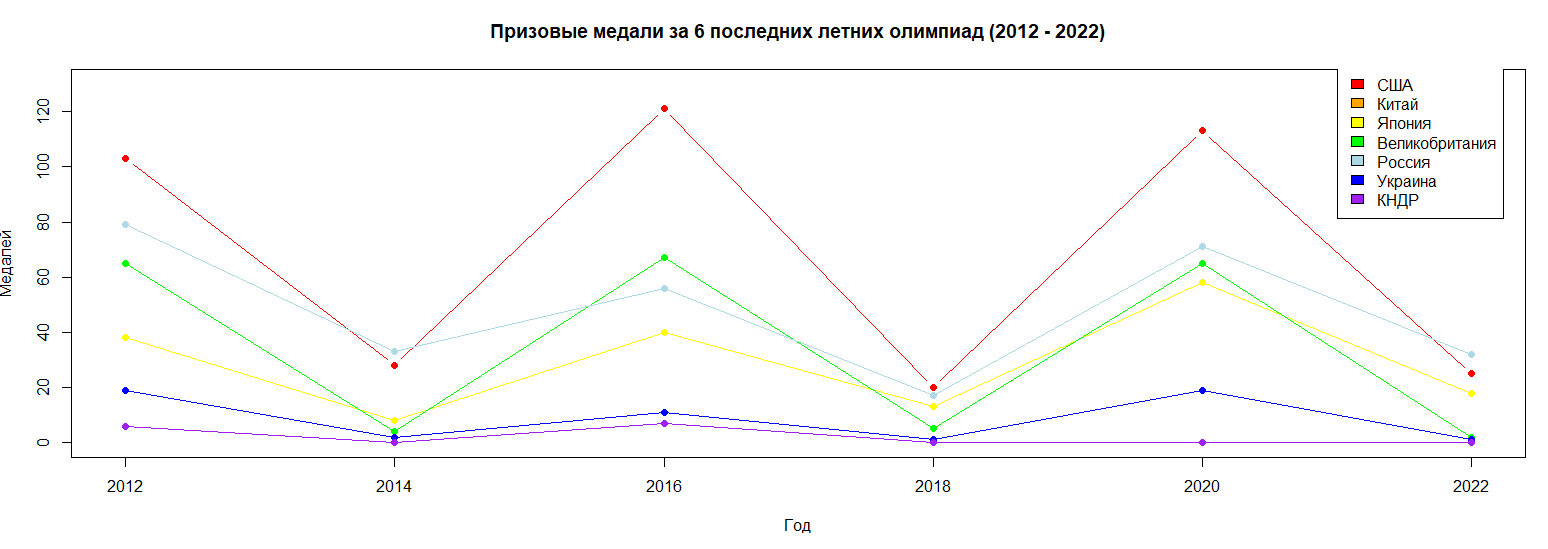 Призовые медали за 6 последних летних олимпиад (2012 - 2022)
Медалей
120
100
80
60
40
20
0
США
Китай
Япония
Великобритания
Россия
Украина
КНДР
2012 2014 2016 2018 2020 2022
Год